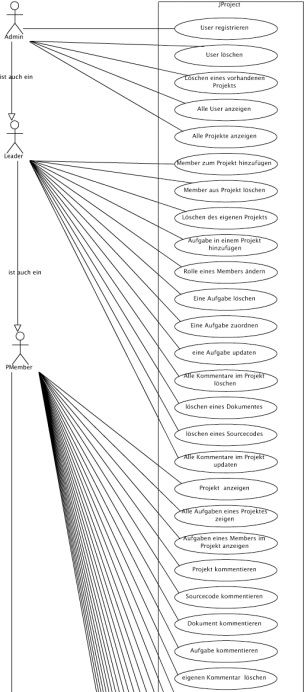 JProject
User registrieren
Admin
User löschen
Löschen eines vorhandenen
Projekts
ist auch ein
Alle User anzeigen
Alle Projekte anzeigen
Leader
Member zum Projekt hinzufügen
Member aus Projekt löschen
Löschen des eigenen Projekts
Aufgabe in einem Projekt
hinzufügen
Rolle eines Members ändern
ist auch ein
Eine Aufgabe löschen
Eine Aufgabe zuordnen
eine Aufgabe updaten
PMember
Alle Kommentare im Projekt
löschen
löschen eines Dokumentes
löschen eines Sourcecodes
Alle Kommentare im Projekt
updaten
Projekt anzeigen
Alle Aufgaben eines Projektes
zeigen
Aufgaben eines Members im
Projekt anzeigen
Projekt kommentieren
Sourcecode kommentieren
Dokument kommentieren
Aufgabe kommentieren
eigenen Kommentar löschen